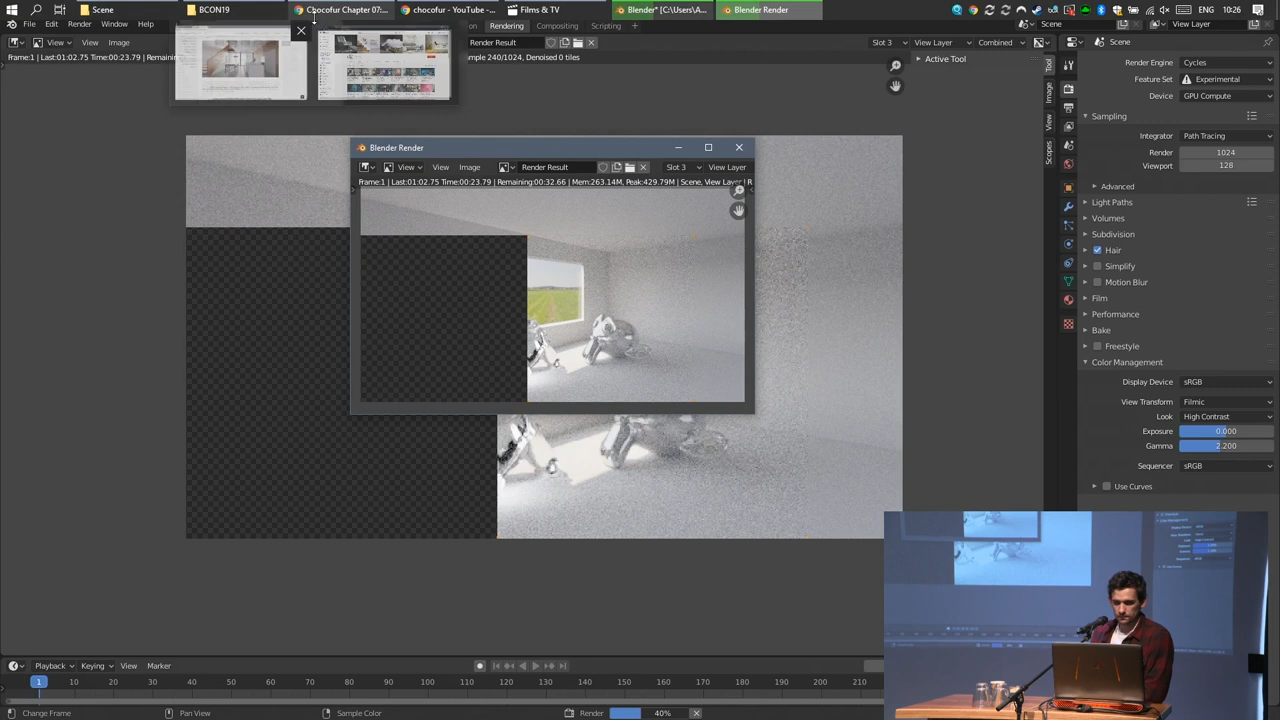 Scene
BCON19
Chocofur Chapter 07:...
chocofur - YouTube -...
Films & TV
Blender* [C:\Users\A...
Blender Render
10:26
File Edit Render Window Help
Rendering Compositing Scripting +
Scene
View Layer
View View Image
Render Result
Slot 3 View Layer Combined
Scene
Frame:1 | Last:01:02.75 Time:00:23.79 | Remaining
mple 240/1024, Denoised 0 tiles
Active Tool
Tool
Image
View
Scopes
Render Engine Cycles
Feature Set Experimental
Device GPU Compute
Sampling
Integrator Path Tracing
Render 1024
Viewport 128
Advanced
Light Paths
Volumes
Subdivision
Hair
Simplify
Motion Blur
Film
Performance
Bake
Freestyle
Color Management
Display Device sRGB
View Transform Filmic
Look High Contrast
Exposure 0.000
Gamma 2.200
Sequencer sRGB
Use Curves
Blender Render
View View Image Render Result Slot 3 View Layer
Frame:1 | Last:01:02.75 Time:00:23.79 | Remaining:00:32.66 | Mem:263.14M, Peak:429.79M | Scene, View Layer | R
Playback Keying View Marker
1 10 20 30 40 50 60 70 80 90 100 110 120 130 140 150 160 170 180 190 200 210
Change Frame Pan View Sample Color Render 40%